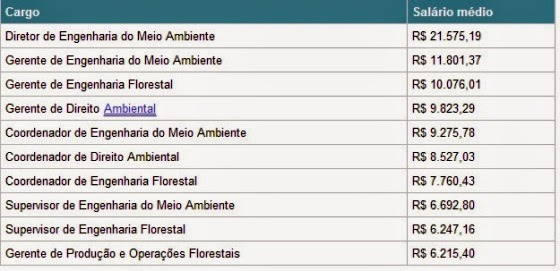 Cargo Salário médio
Diretor de Engenharia do Meio Ambiente R$ 21.575,19
Gerente de Engenharia do Meio Ambiente R$ 11.801,37
Gerente de Engenharia Florestal R$ 10.076,01
Gerente de Direito Ambiental R$ 9.823,29
Coordenador de Engenharia do Meio Ambiente R$ 9.275,78
Coordenador de Direito Ambiental R$ 8.527,03
Coordenador de Engenharia Florestal R$ 7.760,43
Supervisor de Engenharia do Meio Ambiente R$ 6.692,80
Supervisor de Engenharia Florestal R$ 6.247,16
Gerente de Produção e Operações Florestais R$ 6.215,40